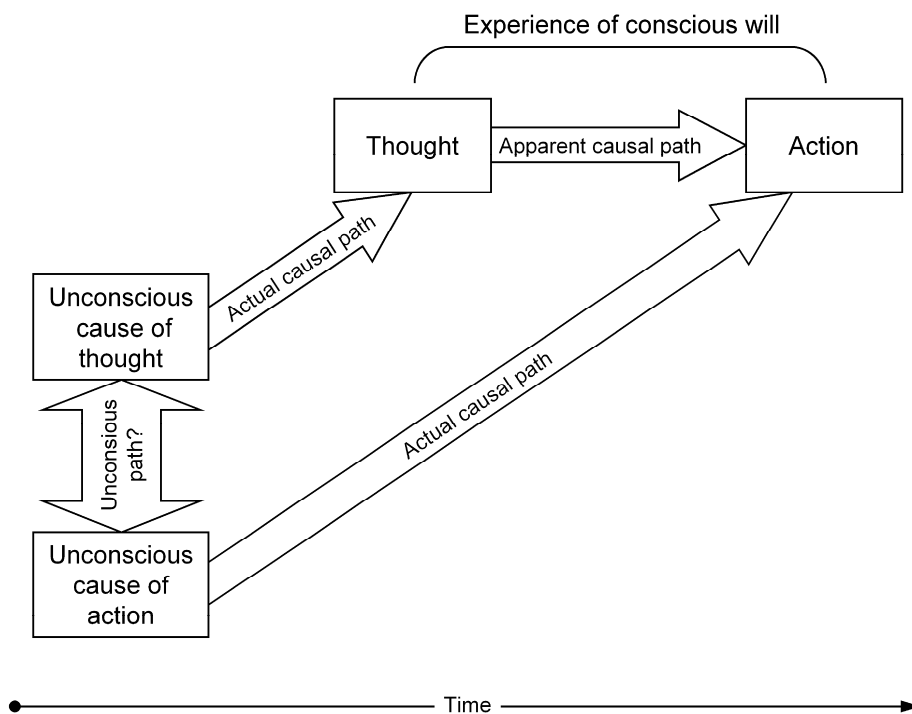 Experience of conscious will
Thought
Apparent causal path
Action
Actual causal path
Unconscious
cause of
thought
Unconsious
path?
Actual causal path
Unconscious
cause of
action
Time